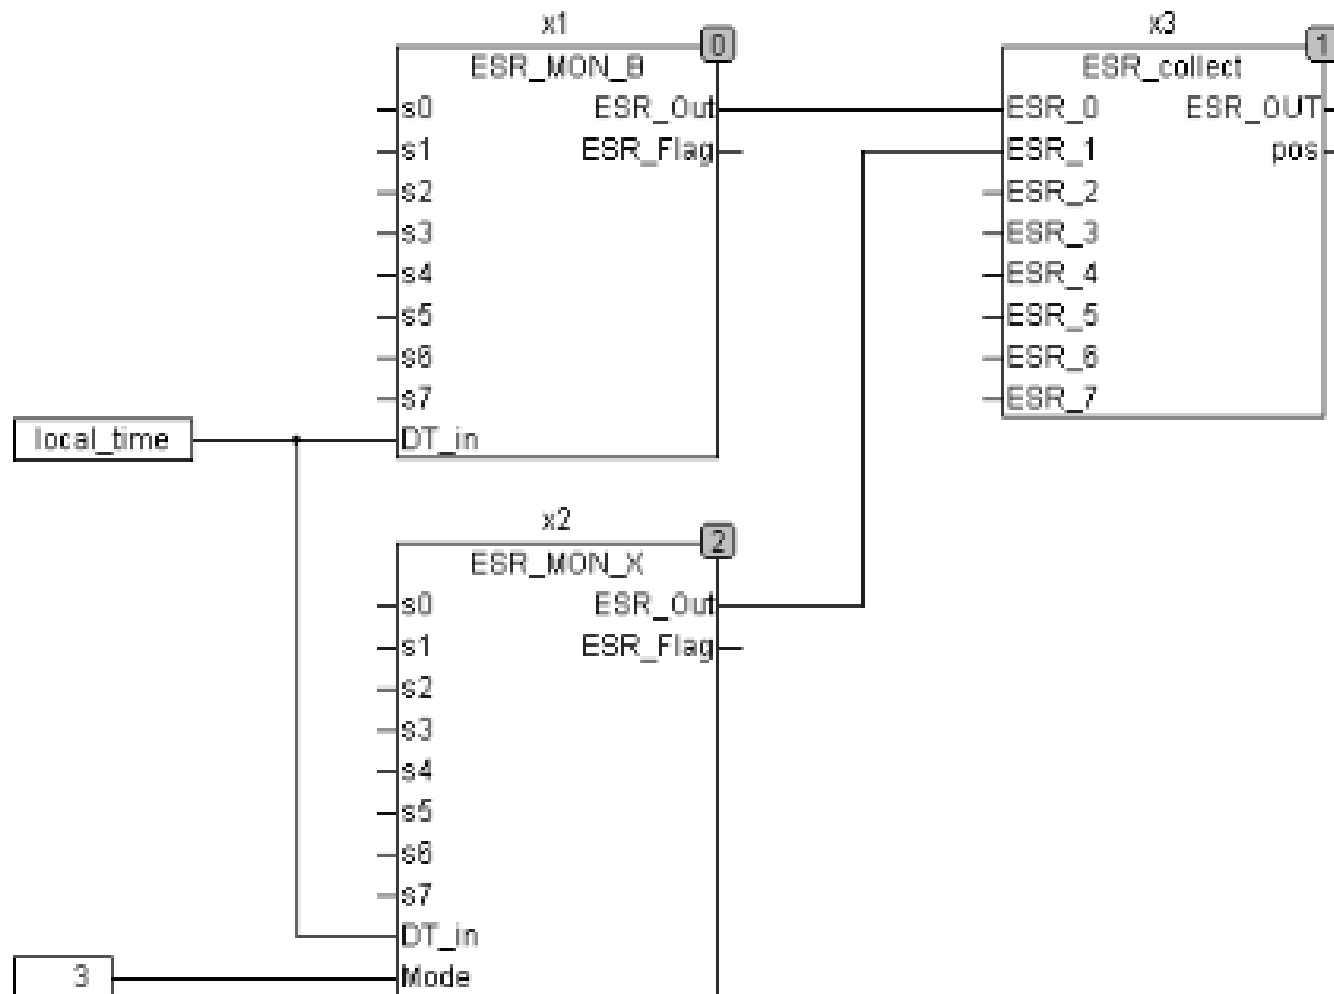 x1
0
ESR_MON_B
s0 ESR_Out
s1 ESR_Flag
s2
s3
s4
s5
s6
s7
local_time
DT_in
x3
1
ESR_collect
ESR_0 ESR_OUT
ESR_1 pos
ESR_2
ESR_3
ESR_4
ESR_5
ESR_6
ESR_7
x2
2
ESR_MON_X
s0 ESR_Out
s1 ESR_Flag
s2
s3
s4
s5
s6
s7
DT_in
3
Mode